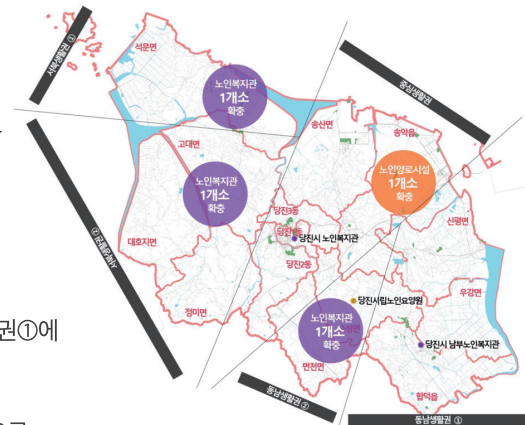 석문면
서북생활권 ①
중심생활권
노인복지관
1개소
확충
송산면
송악읍
고대면
노인양로시설
1개소
확충
노인복지관
1개소
확충
신평면
당진3동
당진시 노인복지관
대호지면
당진2동
서북생활권 ②
우강면
당진시립노인요양원
정미면
노인복지관
1개소
확충
당진시 남부노인복지관
권①에
면천면
합덕읍
동남생활권 ②
동남생활권 ①